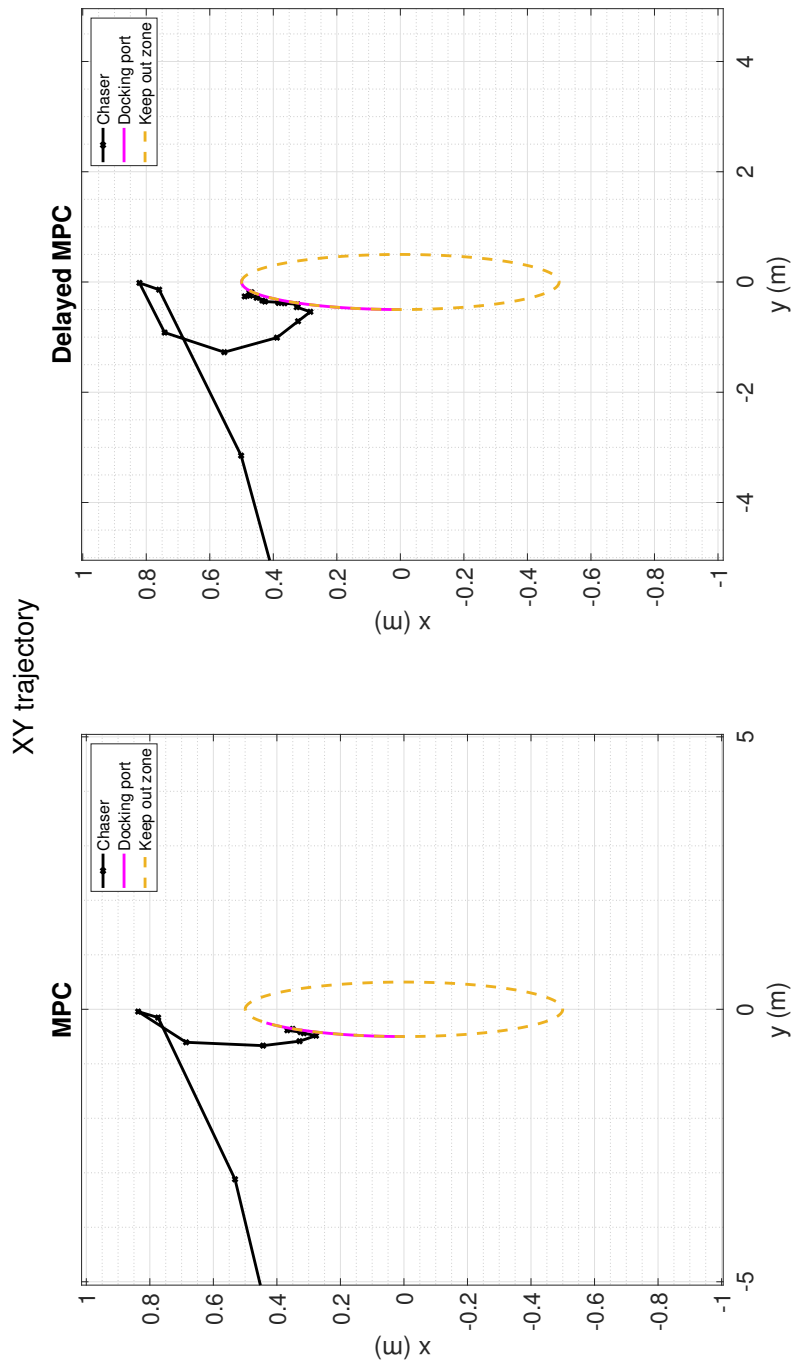 XY trajectory
MPC
Chaser
Docking port
Keep out zone
1
0.8
0.6
0.4
0.2
0
-0.2
-0.4
-0.6
-0.8
-1
x (m)
-5
0
5
y (m)
Delayed MPC
Chaser
Docking port
Keep out zone
1
0.8
0.6
0.4
0.2
0
-0.2
-0.4
-0.6
-0.8
-1
x (m)
-4
-2
0
2
4
y (m)